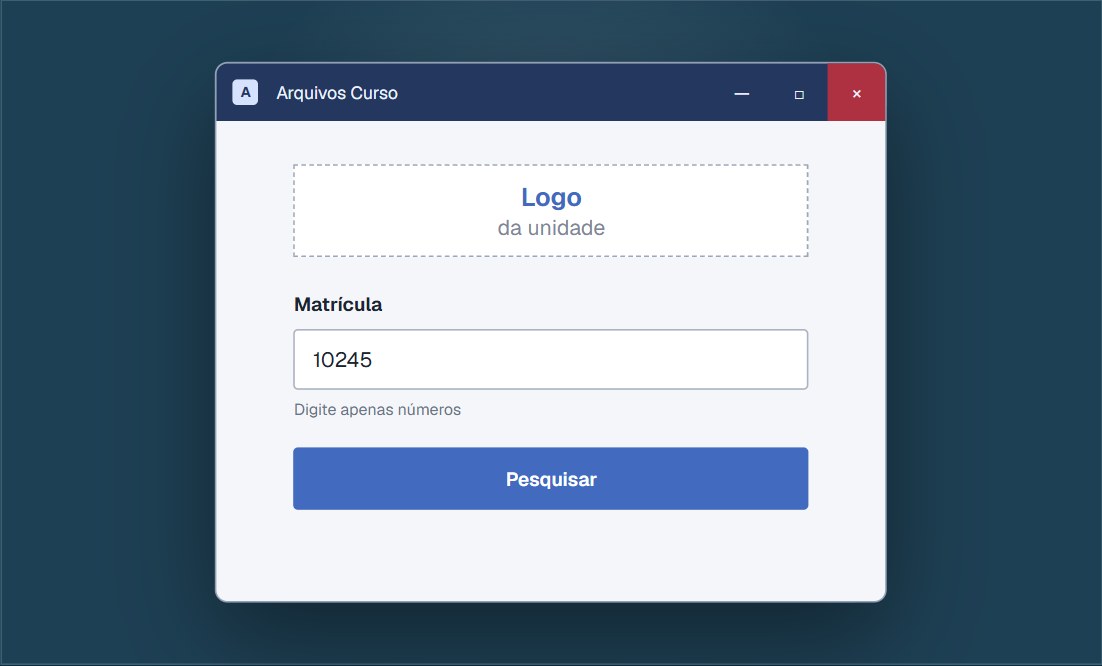 A Arquivos Curso
Logo
da unidade
Matrícula
10245
Digite apenas números
Pesquisar